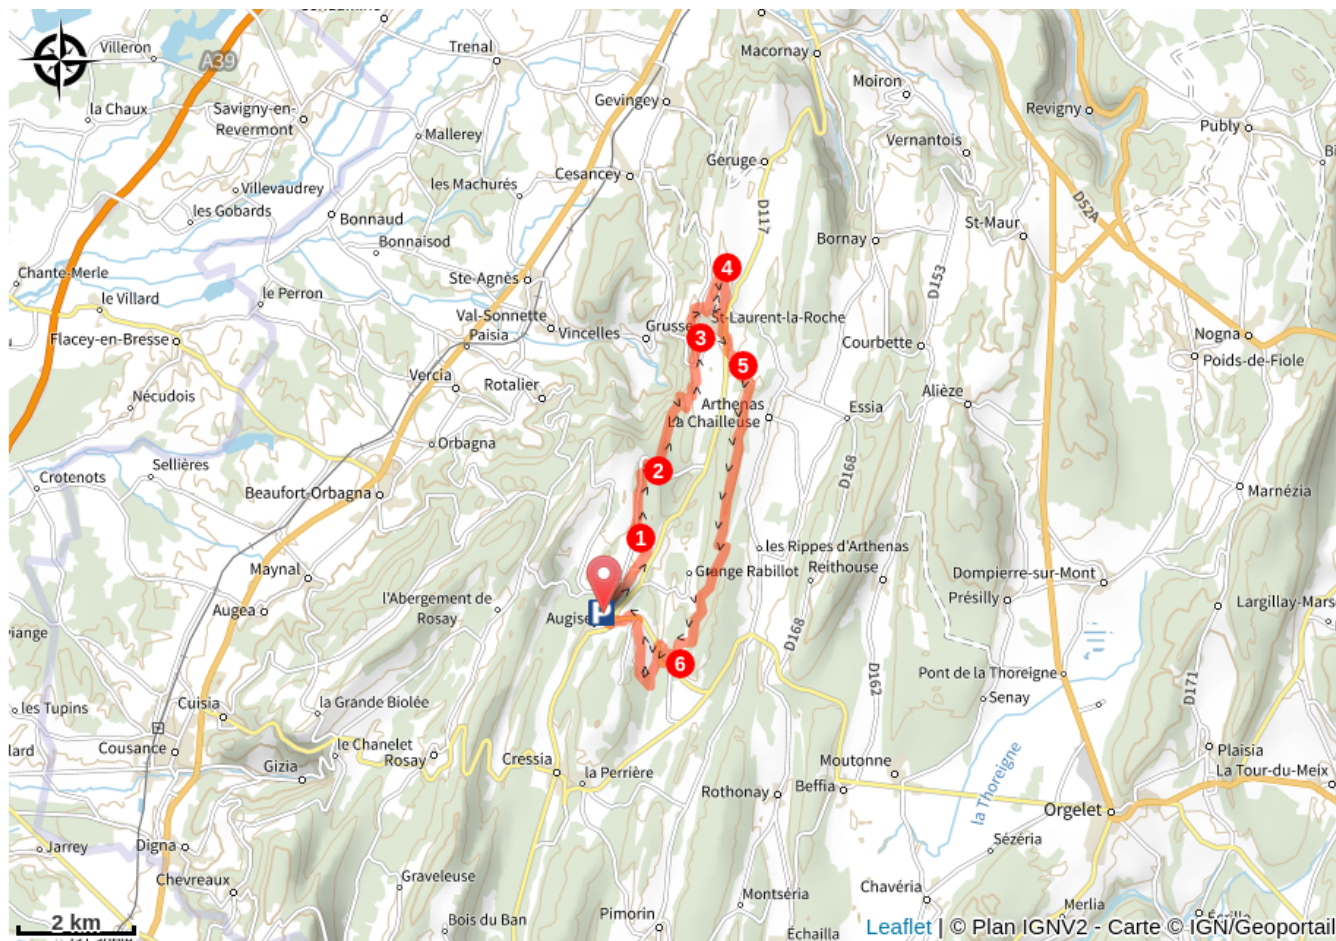 Villeron
A39
Trenal
Macornay
Moiron
Gevingey
la Chaux
Savigny-en-
Revermont
Revigny
Publy
Mallerey
Vernantois
Geruge
Cesancey
les Machurés
Villevaudrey
les Gobards
Bonnaud
D117
D52A
St-Maur
Bornay
Bonnaisod
Chante-Merle
Ste-Agnès
4
D153
le Villard
le Perron
Val-Sonnette
Paisia
Vincelles
Grusse
St-Laurent-la-Roche
3
Flacey-en-Bresse
Courbette
Nogna
Poids-de-Fiole
5
Vercia
Rotalier
Nécudois
Alièze
Arthenas
La Chailleuse
Essia
Orbagna
Sellières
Crotenots
2
D168
Beaufort-Orbagna
Marnézia
1
les Rippes d'Arthenas
Reithouse
Grange Rabillot
Maynal
Dompierre-sur-Mont
Présilly
l'Abergement de
Rosay
Augea
P
D168
6
Pont de la Thoreigne
Senay
D162
D171
la Grande Biolée
Cuisia
les Tupins
Cousance
le Chanelet
Rosay
Gizia
Cressia
la Perrière
Moutonne
Plaisia
La Tour-du-Meix
Rothonay
Beffia
la Thoreigne
Orgelet
Sézéria
Jarrey
Digna
Chevreaux
Graveleuse
Montséria
Chavéria
Merlia
Bois du Ban
Pimorin
Échailla
2 km
Leaflet | © Plan IGNV2 - Carte © IGN/Geoportail